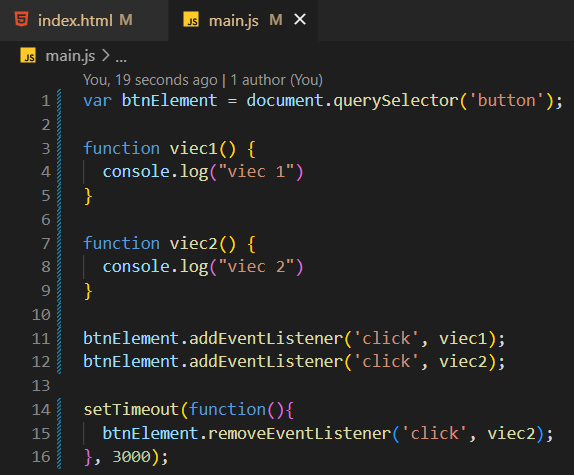 index.html M main.js M
JS main.js > ...
You, 19 seconds ago | 1 author (You)
1 var btnElement = document.querySelector('button');
2
3 function viec1() {
4   console.log("viec 1")
5 }
6
7 function viec2() {
8   console.log("viec 2")
9 }
10
11 btnElement.addEventListener('click', viec1);
12 btnElement.addEventListener('click', viec2);
13
14 setTimeout(function(){
15   btnElement.removeEventListener('click', viec2);
16 }, 3000);